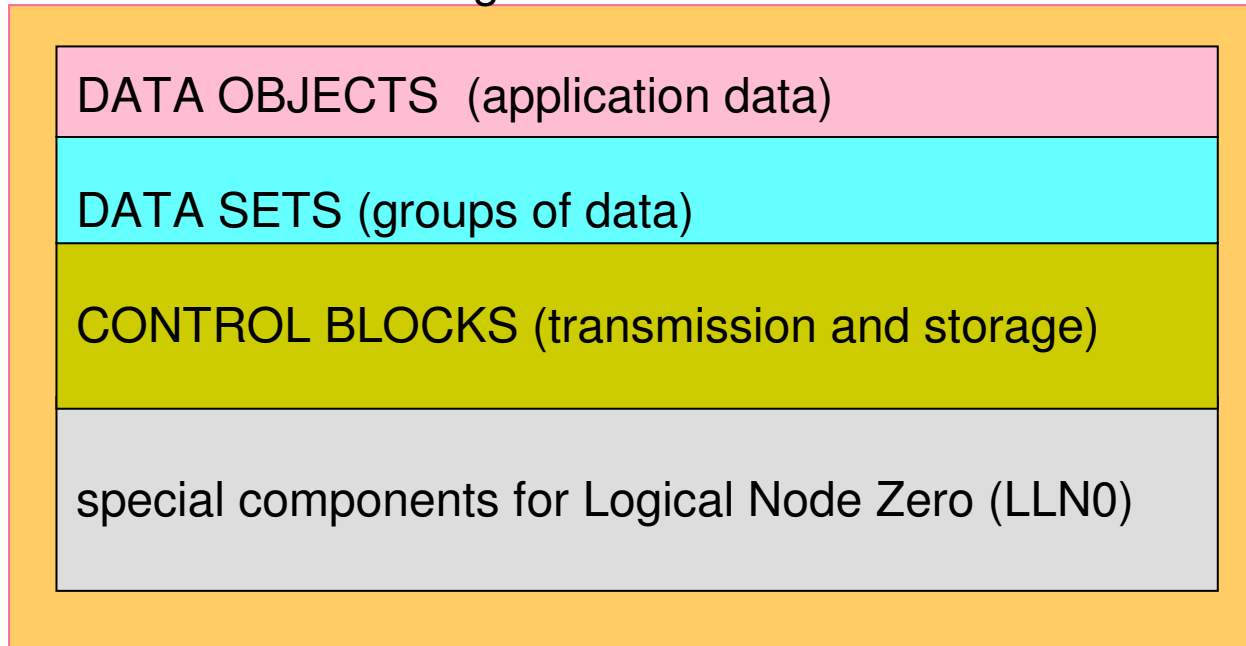 DATA OBJECTS (application data)
DATA SETS (groups of data)
CONTROL BLOCKS (transmission and storage)
special components for Logical Node Zero (LLN0)